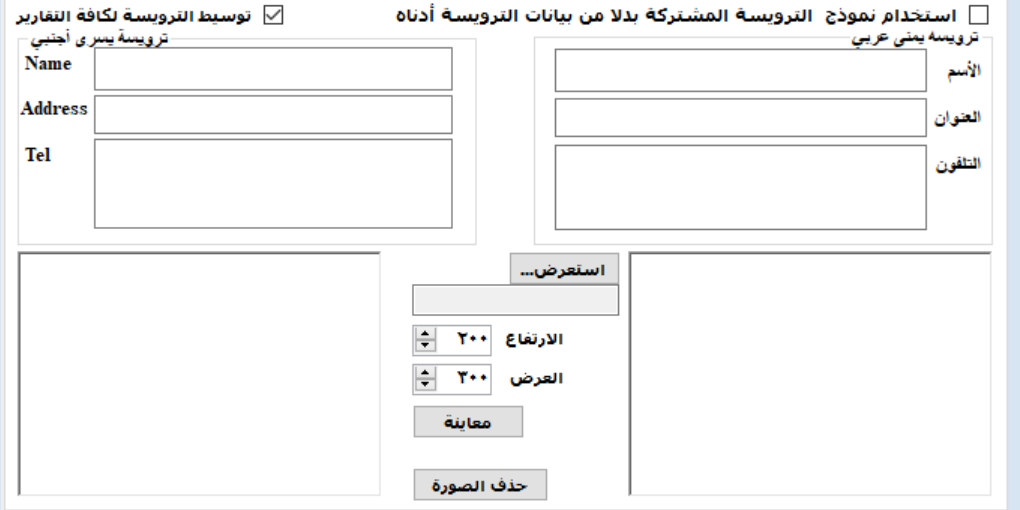 استخدام نموذج الترويسة المشتركة بدلا من بيانات الترويسة أدناه
توسيط الترويسة لكافة التقارير
ترويسه يمنى عربي
الأسم
العنوان
التلفون
ترويسة يسرى أجنبي
Name
Address
Tel
استعرض...
الارتفاع ٢٠٠
العرض ٣٠٠
معاينة
حذف الصورة